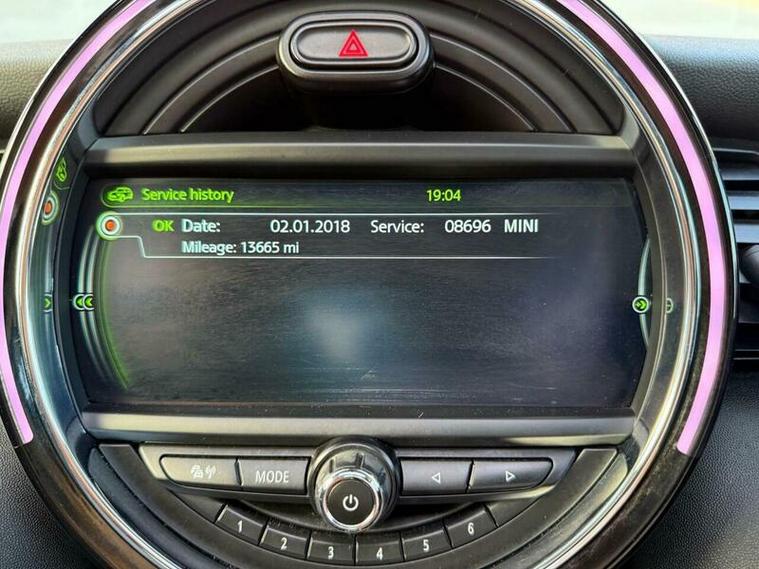 Service history 19:04
OK Date: 02.01.2018 Service: 08696 MINI
Mileage: 13665 mi
MODE
1 2 3 4 5 6